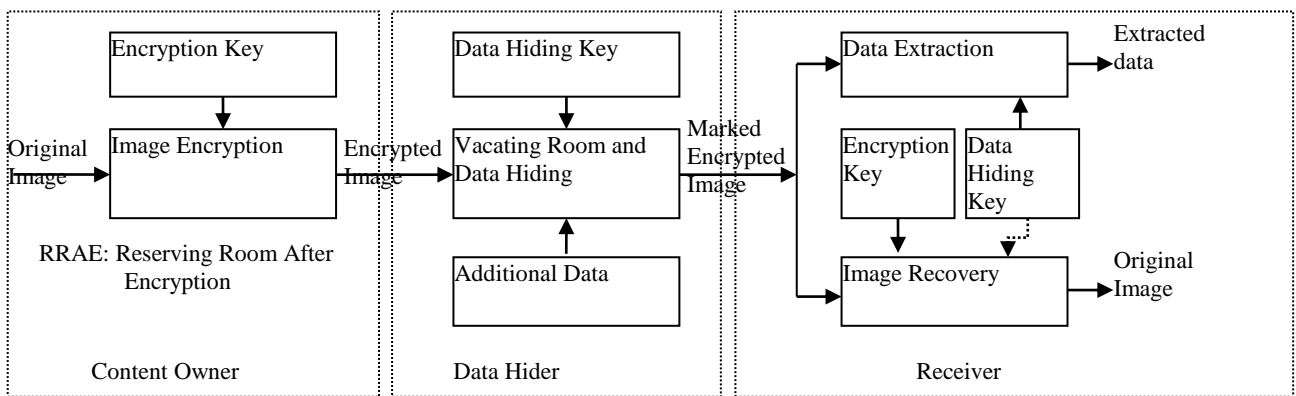 Encryption Key
Original
Image
Image Encryption
RRAE: Reserving Room After
Encryption
Content Owner
Encrypted
Image
Data Hiding Key
Vacating Room and
Data Hiding
Additional Data
Data Hider
Marked
Encrypted
Image
Data Extraction
Extracted
data
Encryption
Key
Data
Hiding
Key
Image Recovery
Original
Image
Receiver